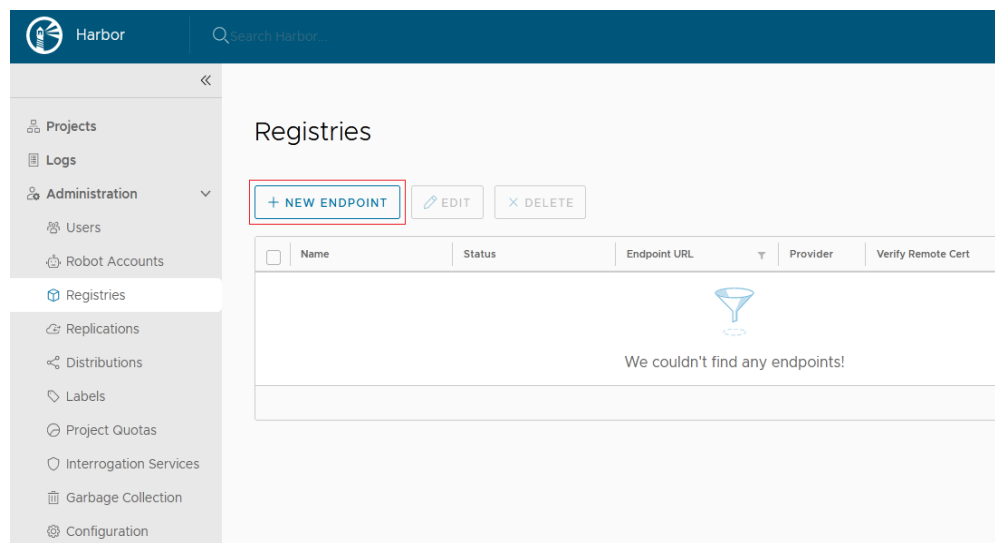 Harbor
Search Harbor...
Projects
Logs
Administration
Users
Robot Accounts
Registries
Replications
Distributions
Labels
Project Quotas
Interrogation Services
Garbage Collection
Configuration
Registries
+ NEW ENDPOINT EDIT × DELETE
Name Status Endpoint URL Provider Verify Remote Cert
We couldn't find any endpoints!